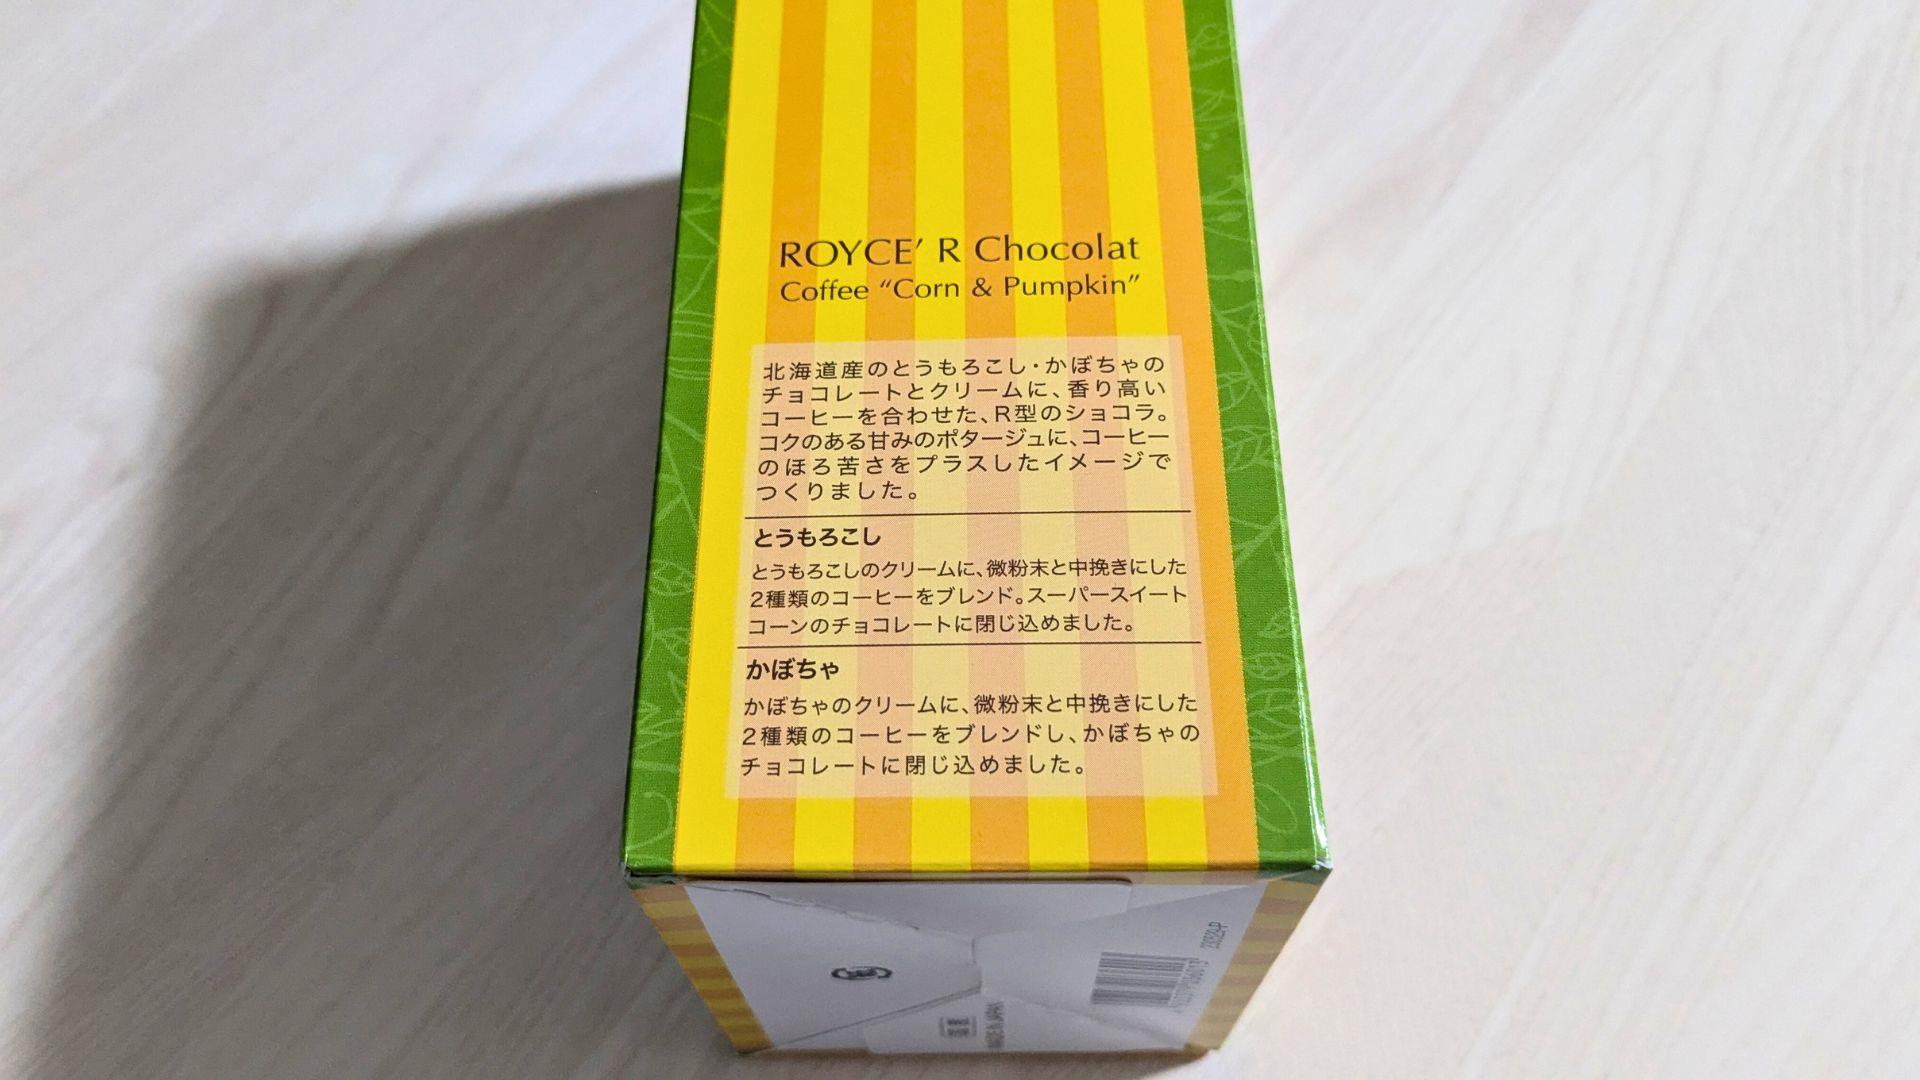 ROYCE' R Chocolat
Coffee “Corn & Pumpkin”
北海道産のとうもろこし・かぼちゃの
チョコレートとクリームに、香り高い
コーヒーを合わせた、R型のショコラ。
コクのある甘みのポタージュに、コーヒー
のほろ苦さをプラスしたイメージで
つくりました。
とうもろこし
とうもろこしのクリームに、微粉末と中挽きにした
2種類のコーヒーをブレンド。スーパースイート
コーンのチョコレートに閉じ込めました。
かぼちゃ
かぼちゃのクリームに、微粉末と中挽きにした
2種類のコーヒーをブレンドし、かぼちゃの
チョコレートに閉じ込めました。
MADE IN JAPAN